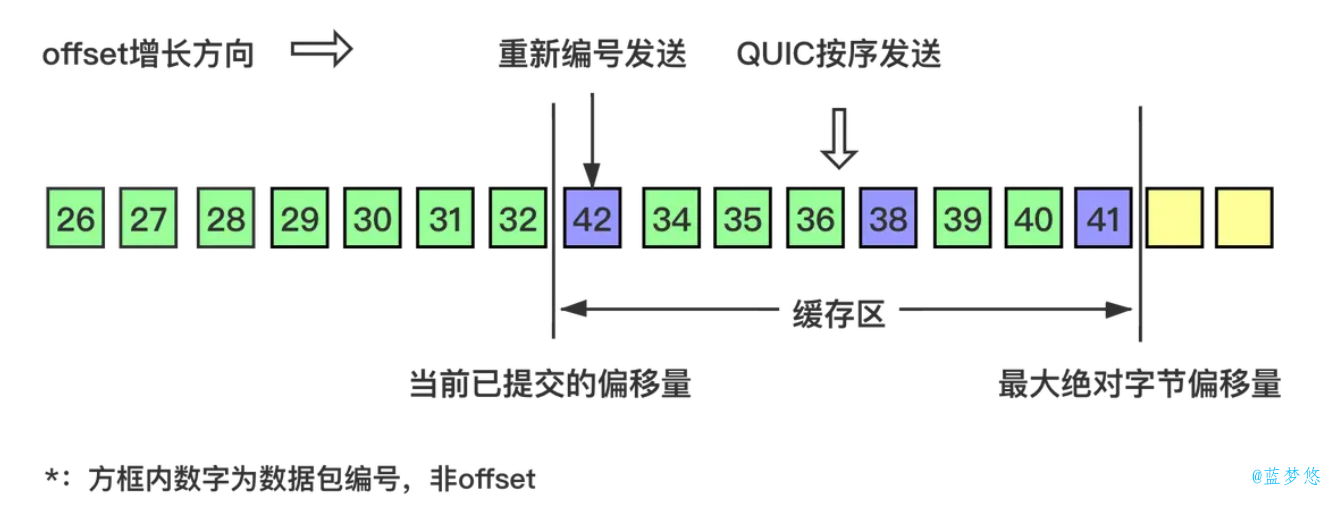 offset增长方向 重新编号发送 QUIC按序发送
26 27 28 29 30 31 32 42 34 35 36 38 39 40 41
缓存区
当前已提交的偏移量 最大绝对字节偏移量
*：方框内数字为数据包编号，非offset
@蓝梦悠